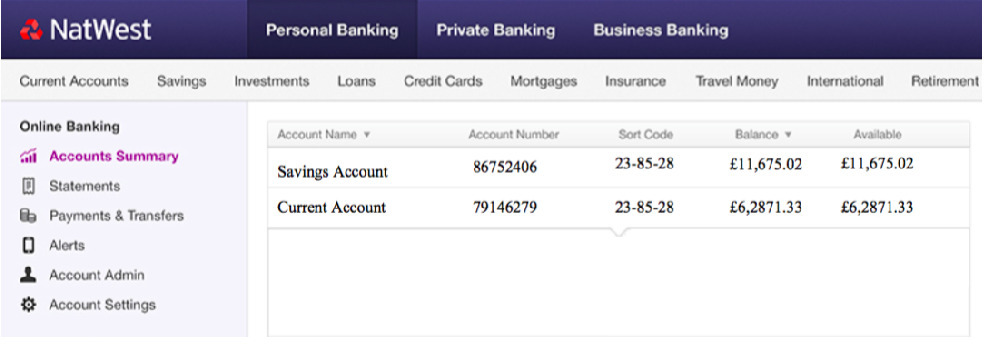 NatWest Personal Banking Private Banking Business Banking
Current Accounts Savings Investments Loans Credit Cards Mortgages Insurance Travel Money International Retirement
Online Banking
Accounts Summary
Statements
Payments & Transfers
Alerts
Account Admin
Account Settings
Account Name Account Number Sort Code Balance Available
Savings Account 86752406 23-85-28 £11,675.02 £11,675.02
Current Account 79146279 23-85-28 £6,2871.33 £6,2871.33